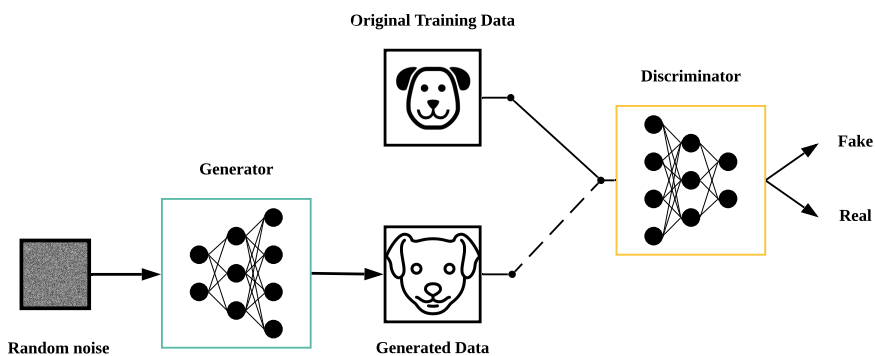 Original Training Data
Discriminator
Fake
Generator
Real
Random noise
Generated Data